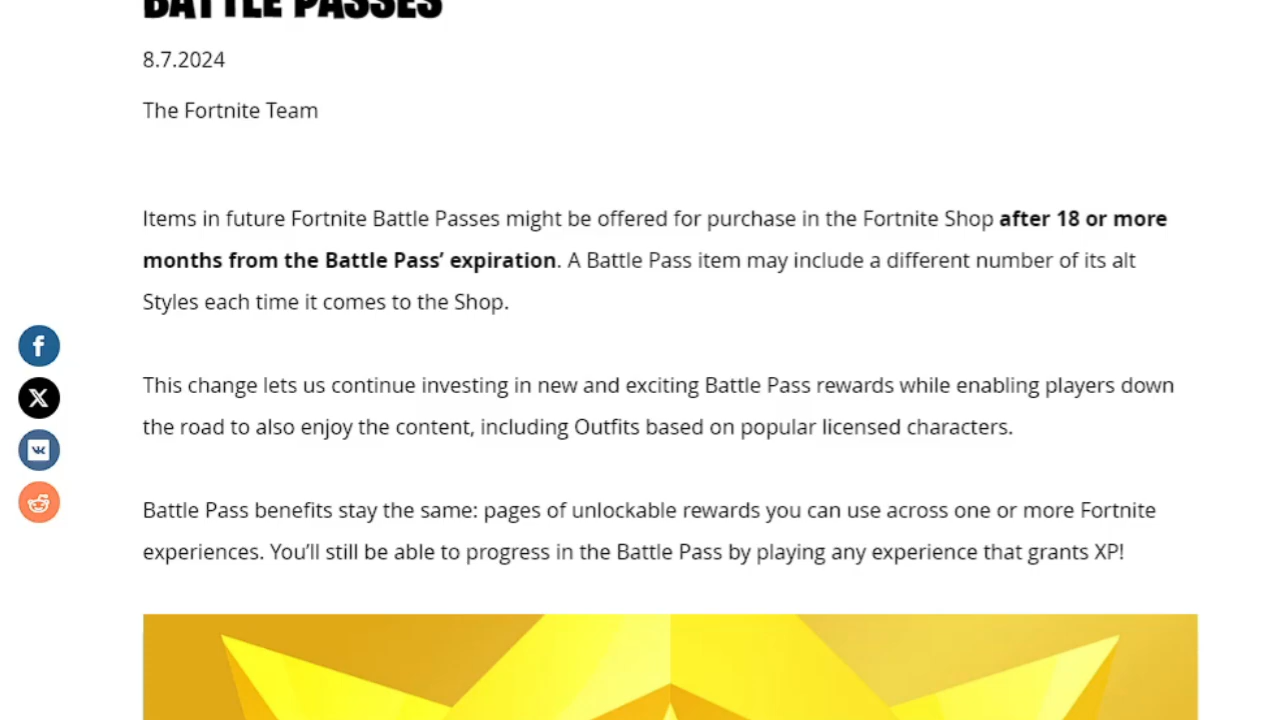 BATTLE PASSES
8.7.2024
The Fortnite Team
Items in future Fortnite Battle Passes might be offered for purchase in the Fortnite Shop after 18 or more
months from the Battle Pass’ expiration. A Battle Pass item may include a different number of its alt
Styles each time it comes to the Shop.
This change lets us continue investing in new and exciting Battle Pass rewards while enabling players down
the road to also enjoy the content, including Outfits based on popular licensed characters.
Battle Pass benefits stay the same: pages of unlockable rewards you can use across one or more Fortnite
experiences. You’ll still be able to progress in the Battle Pass by playing any experience that grants XP!